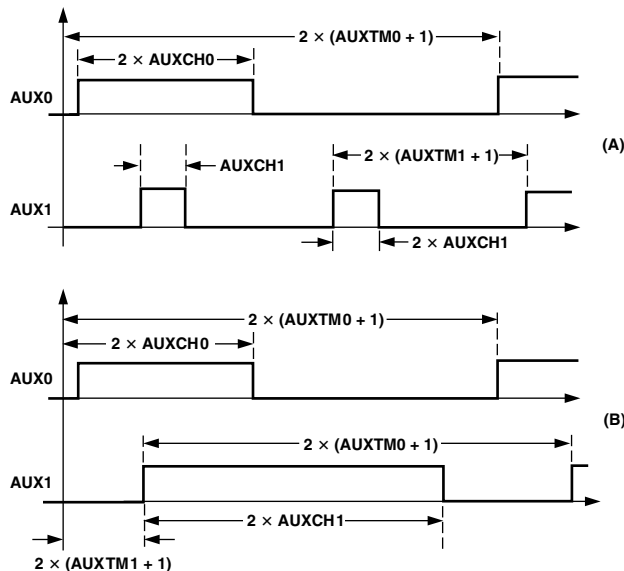 2 × (AUXTM0 + 1)
2 × AUXCH0
AUX0
(A)
2 × (AUXTM1 + 1)
AUXCH1
AUX1
2 × AUXCH1
2 × (AUXTM0 + 1)
2 × AUXCH0
AUX0
(B)
2 × (AUXTM0 + 1)
AUX1
2 × AUXCH1
2 × (AUXTM1 + 1)